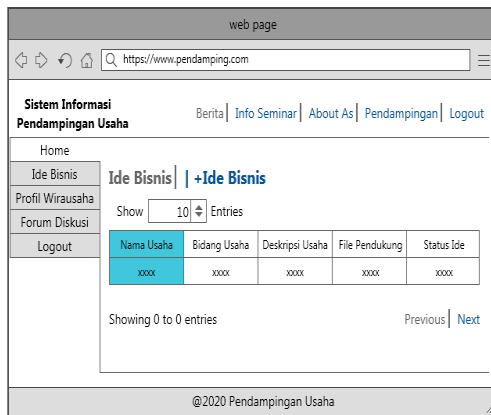 web page
https://www.pendamping.com
Sistem Informasi
Pendampingan Usaha
Berita Info Seminar About As Pendampingan Logout
Home
Ide Bisnis
Profil Wirausaha
Forum Diskusi
Logout
Ide Bisnis | +Ide Bisnis
Show 10 Entries
Nama Usaha Bidang Usaha Deskripsi Usaha File Pendukung Status Ide
xxxx xxxx xxxx xxxx xxxx
Showing 0 to 0 entries
Previous Next
@2020 Pendampingan Usaha